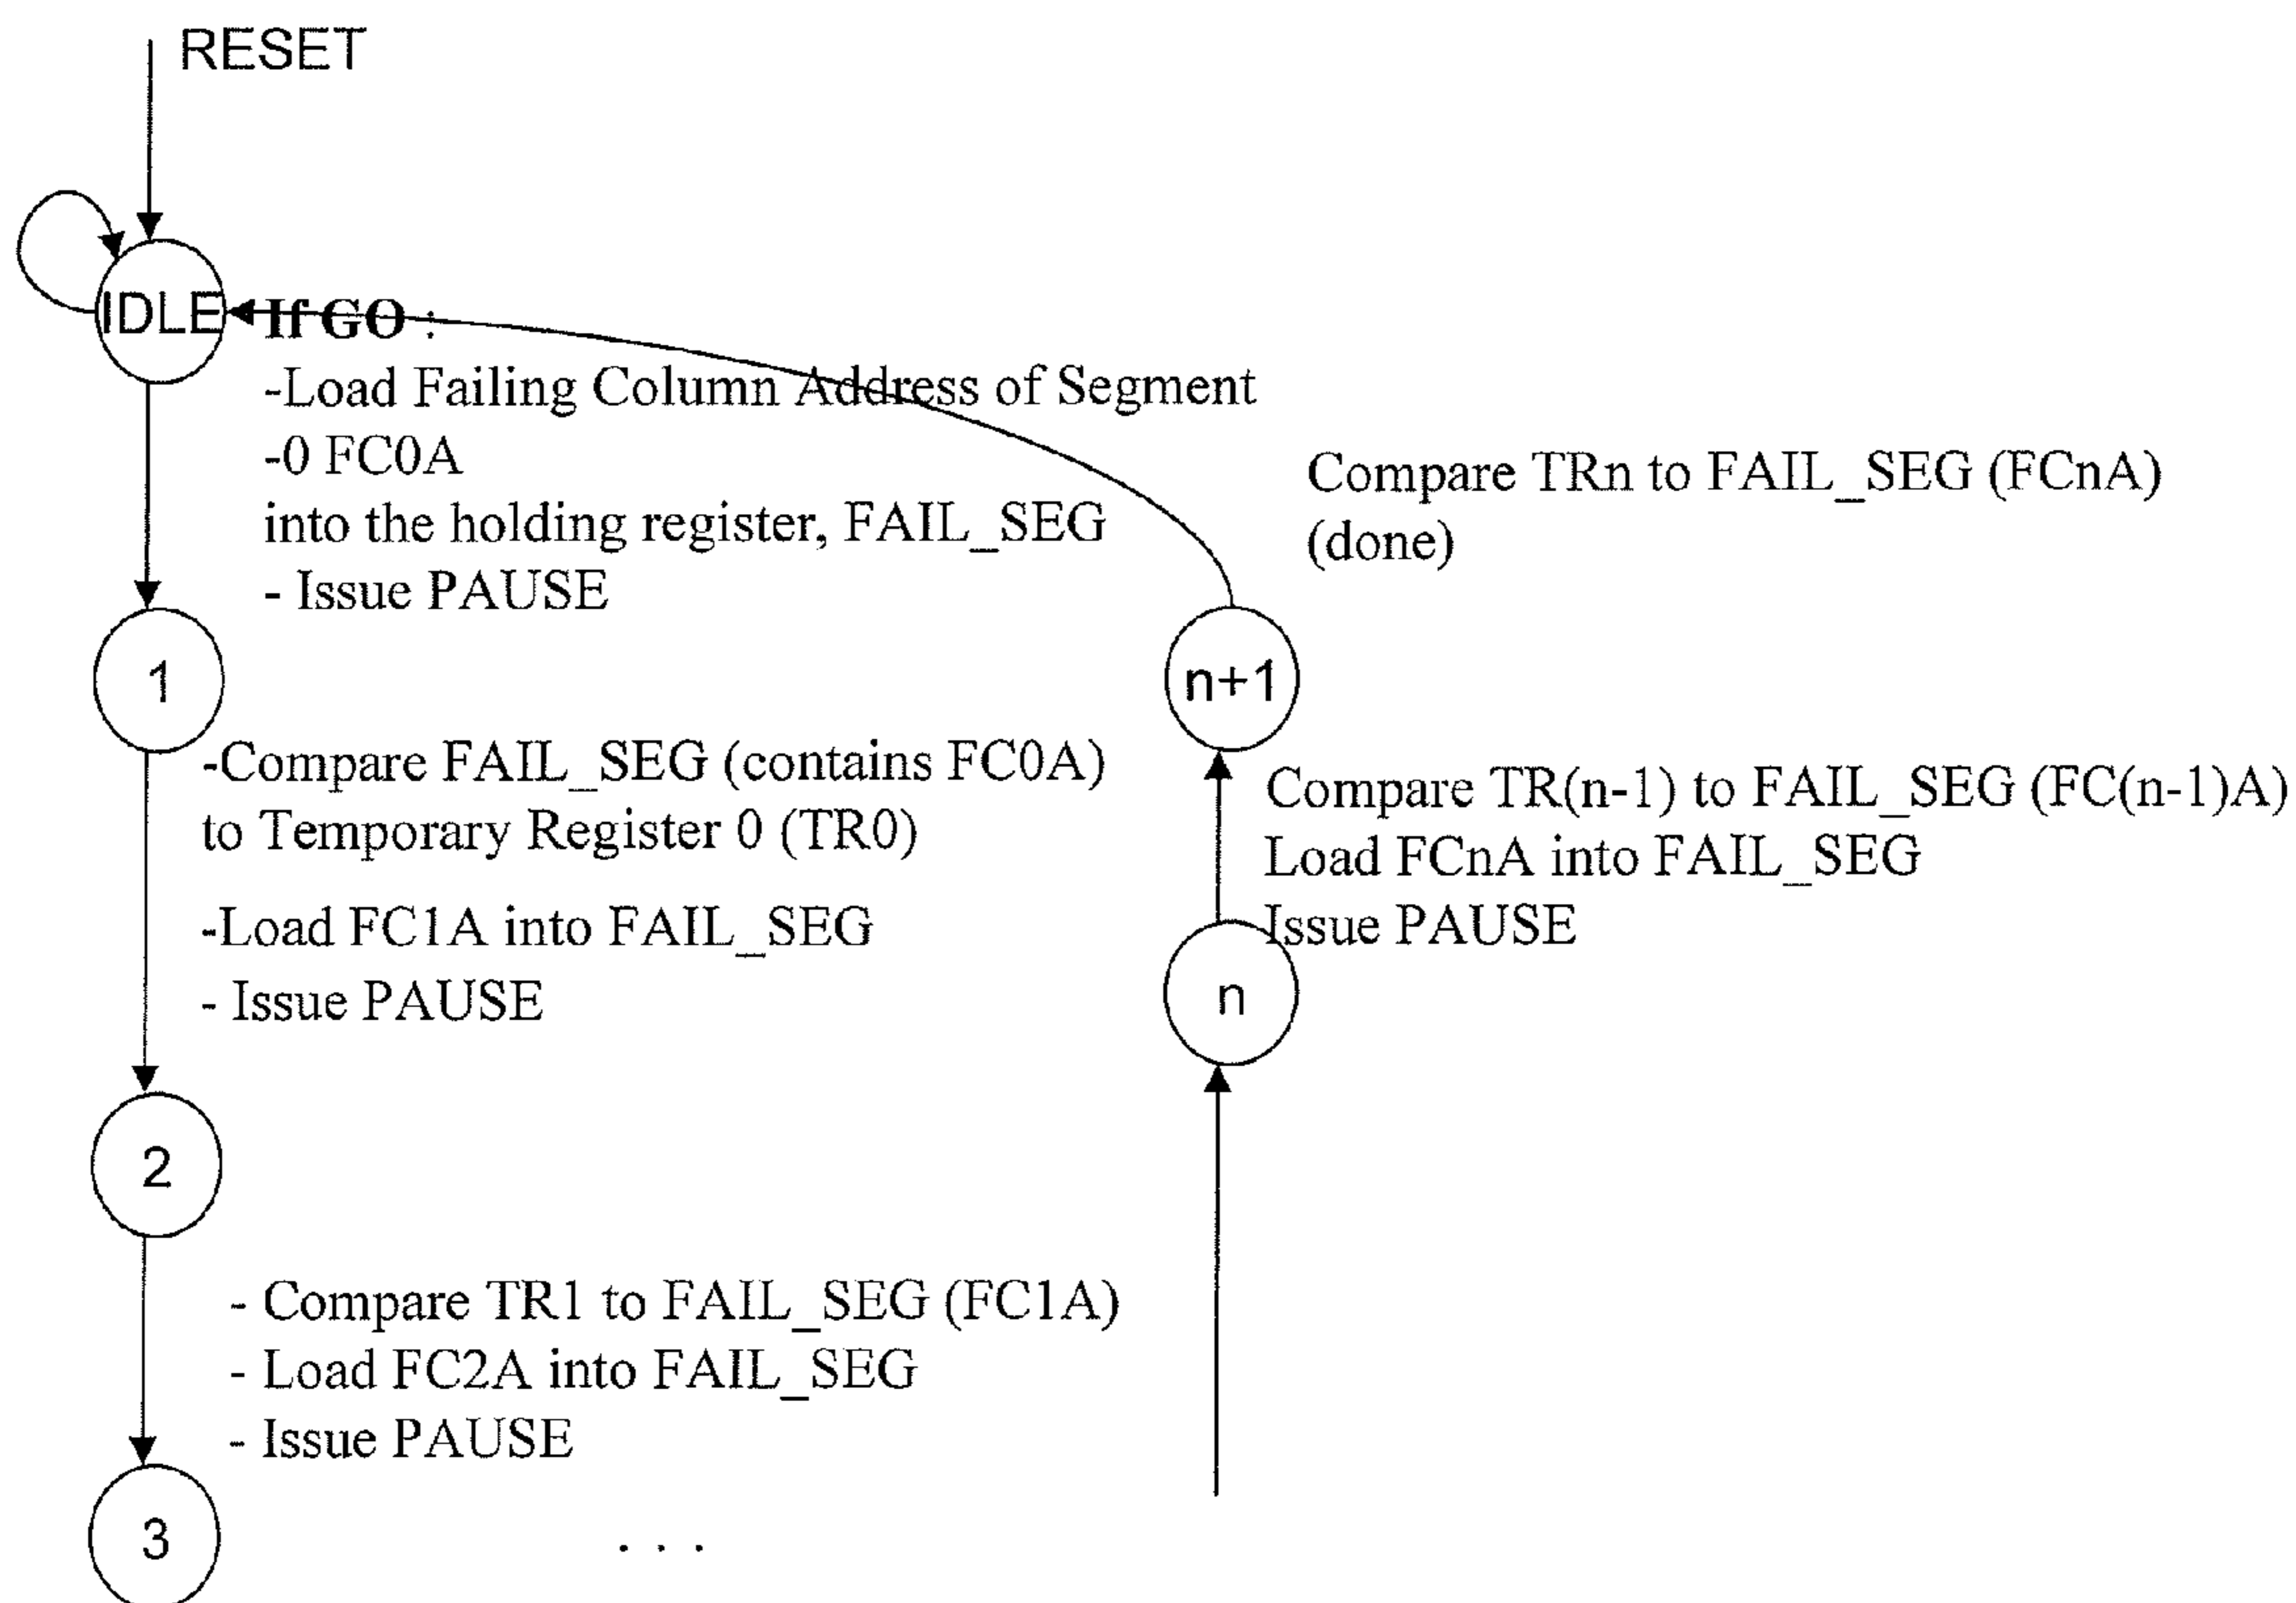 RESET
IDLE
If GO :
-Load Failing Column Address of Segment
-0 FC0A
into the holding register, FAIL_SEG
- Issue PAUSE
1
-Compare FAIL_SEG (contains FC0A)
to Temporary Register 0 (TR0)
-Load FC1A into FAIL_SEG
- Issue PAUSE
2
- Compare TR1 to FAIL_SEG (FC1A)
- Load FC2A into FAIL_SEG
- Issue PAUSE
3
. . .
Compare TRn to FAIL_SEG (FCnA)
(done)
n+1
Compare TR(n-1) to FAIL_SEG (FC(n-1)A)
Load FCnA into FAIL_SEG
Issue PAUSE
n